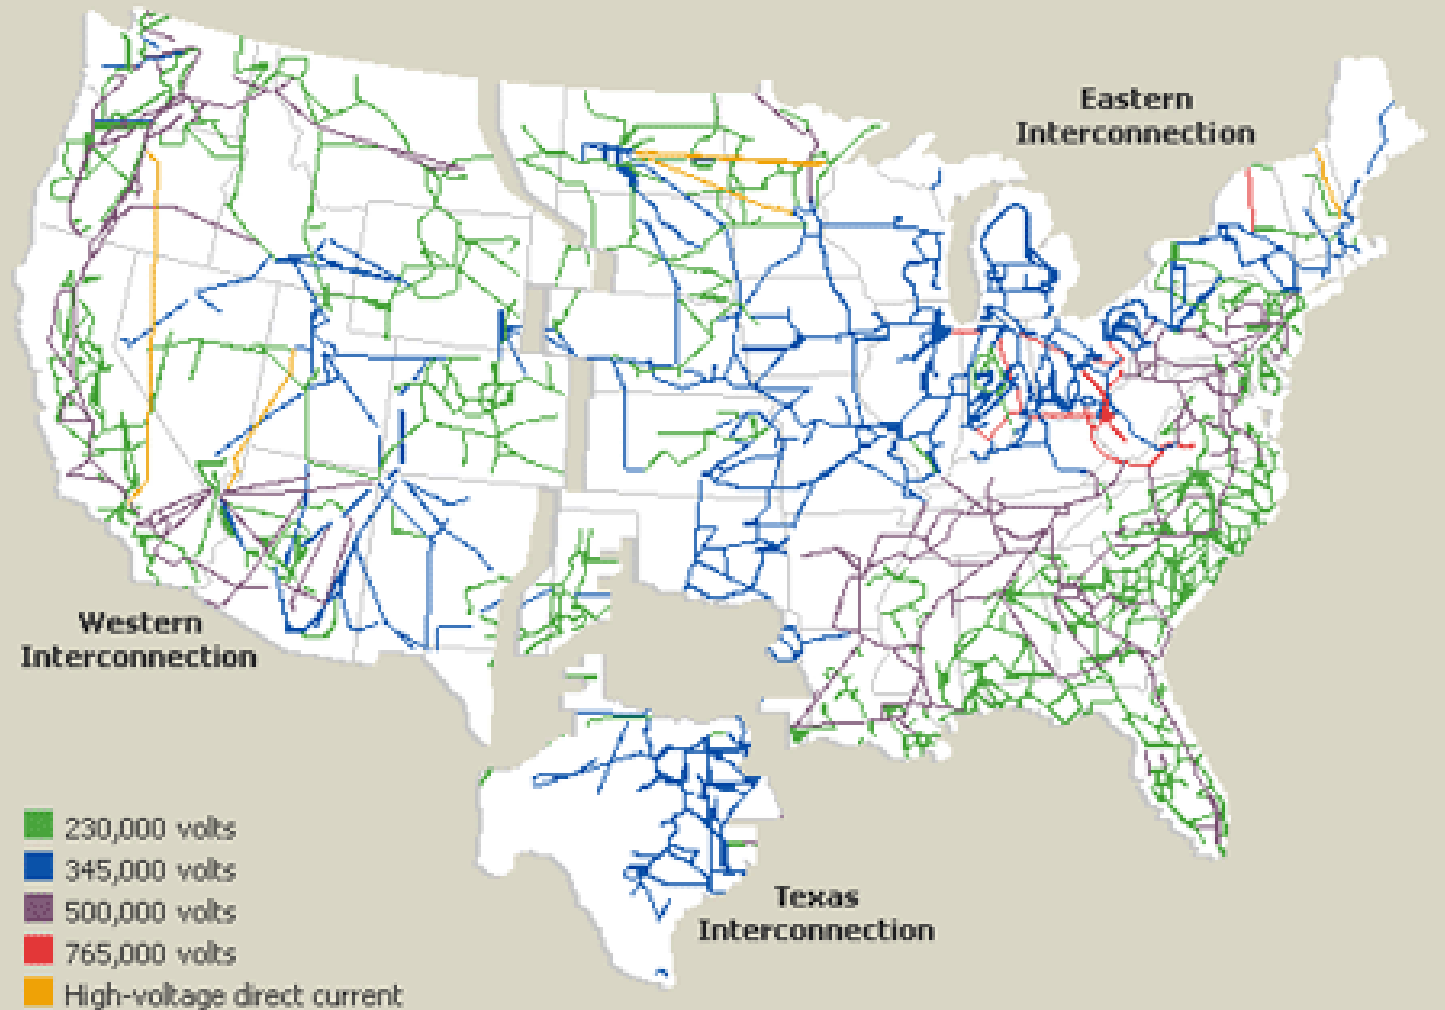 Eastern
Interconnection
Western
Interconnection
Texas
Interconnection
230,000 volts
345,000 volts
500,000 volts
765,000 volts
High-voltage direct current